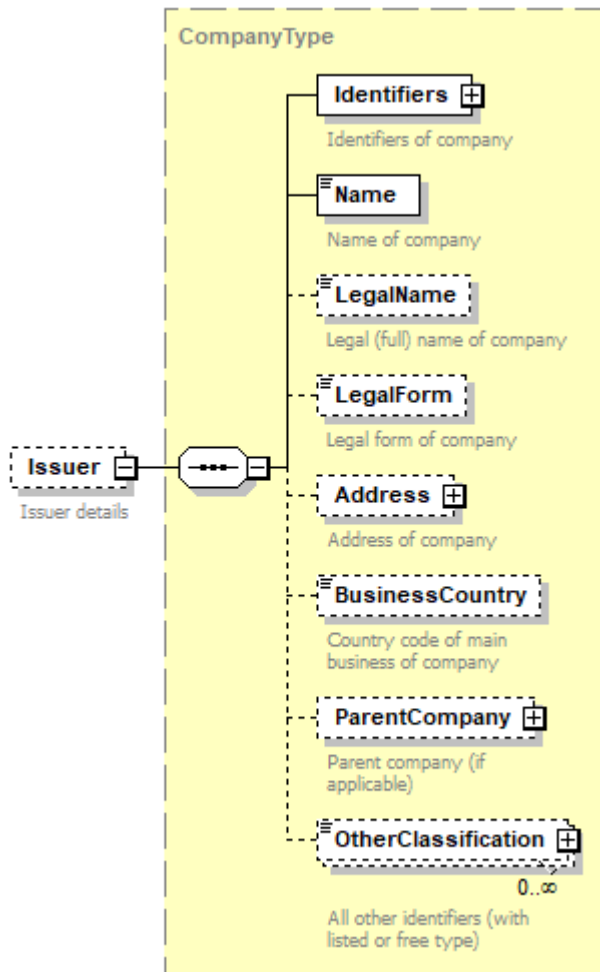 CompanyType
Identifiers
Identifiers of company
Name
Name of company
LegalName
Legal (full) name of company
LegalForm
Legal form of company
Issuer
Issuer details
Address
Address of company
BusinessCountry
Country code of main
business of company
ParentCompany
Parent company (if
applicable)
OtherClassification
0..∞
All other identifiers (with
listed or free type)